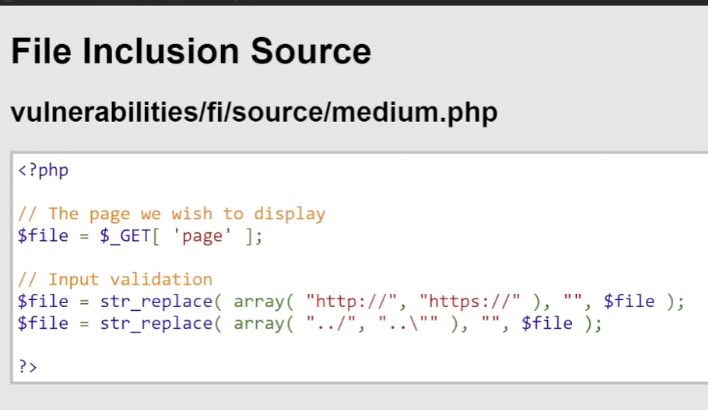 File Inclusion Source
vulnerabilities/fi/source/medium.php
<?php
// The page we wish to display
$file = $_GET[ 'page' ];
// Input validation
$file = str_replace( array( "http://", "https://" ), "", $file );
$file = str_replace( array( "../", "..\"" ), "", $file );
?>